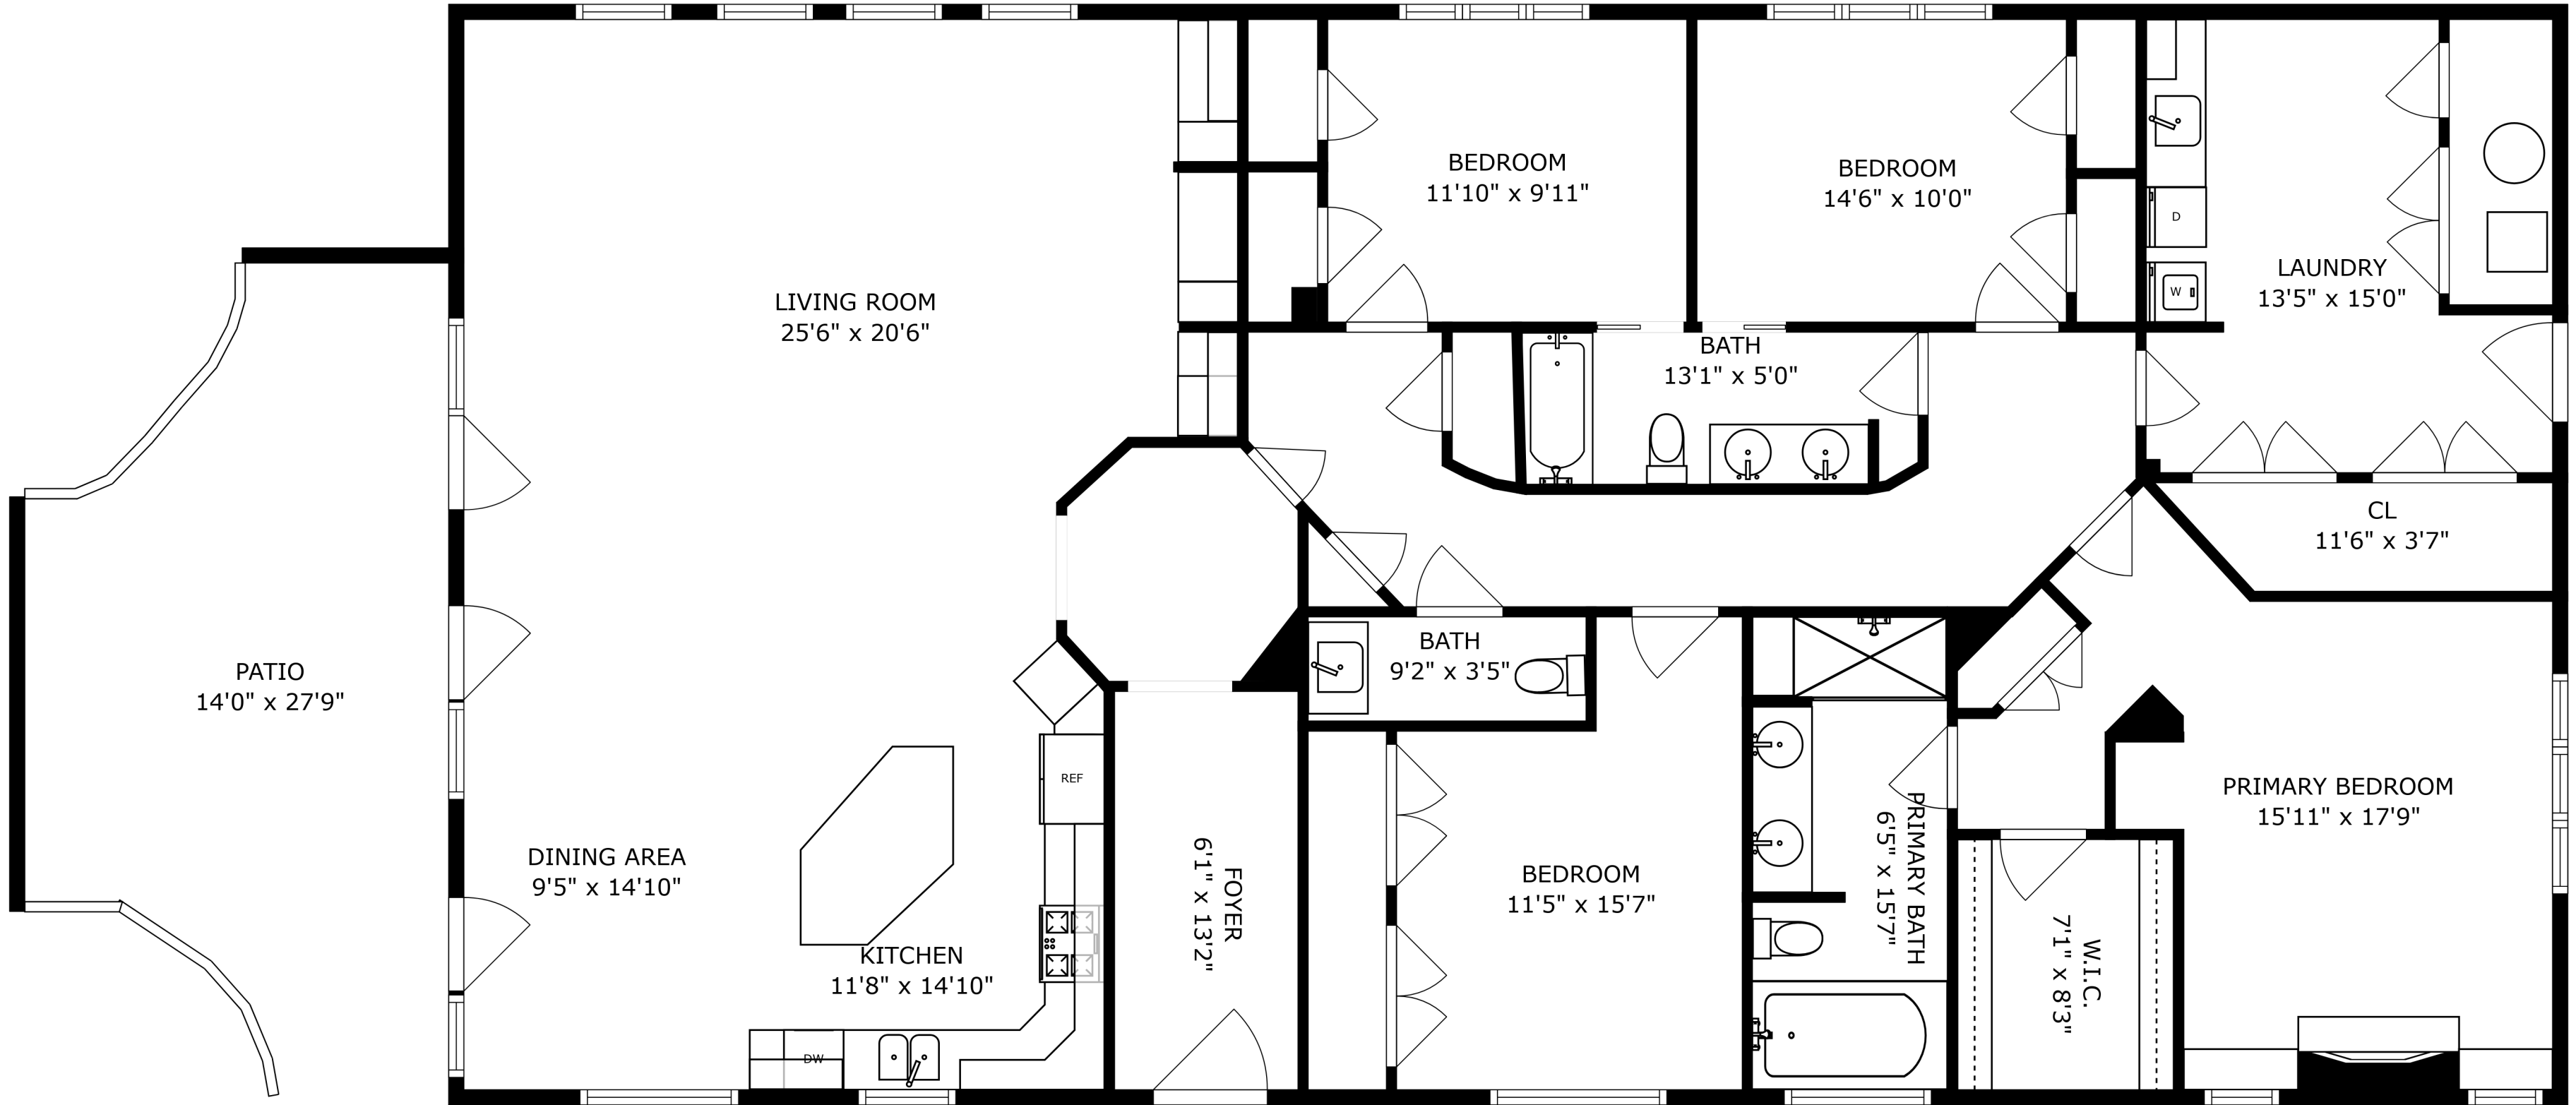 BEDROOM
11'10" x 9'11"
BEDROOM
14'6" x 10'0"
D
W
LAUNDRY
13'5" x 15'0"
LIVING ROOM
25'6" x 20'6"
BATH
13'1" x 5'0"
CL
11'6" x 3'7"
PATIO
14'0" x 27'9"
BATH
9'2" x 3'5"
REF
PRIMARY BEDROOM
15'11" x 17'9"
DINING AREA
9'5" x 14'10"
FOYER
6'1" x 13'2"
BEDROOM
11'5" x 15'7"
PRIMARY BATH
6'5" x 15'7"
KITCHEN
11'8" x 14'10"
W.I.C.
7'1" x 8'3"
DW